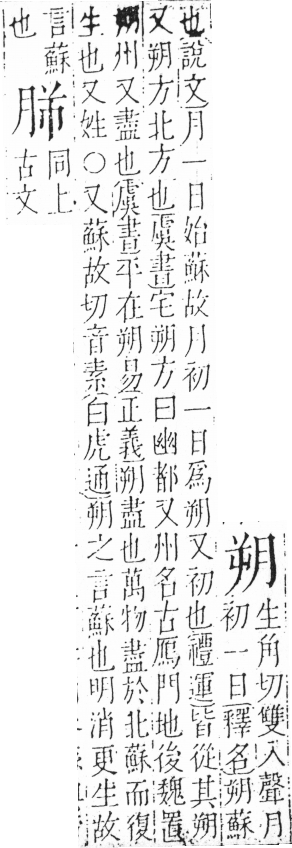 朔
生角切雙入聲月
初一日釋名朔蘇
也說文月一日始蘇故月初一日爲朔又初也禮運皆從其朔
又朔方北方也虞書宅朔方曰幽都又州名古鴈門地後魏置
朔州又盡也虞書平在朔易正義朔盡也萬物盡於北蘇而復
生也又姓○又蘇故切音素白虎通朔之言蘇也明消更生故
言蘇
也
同上
古文